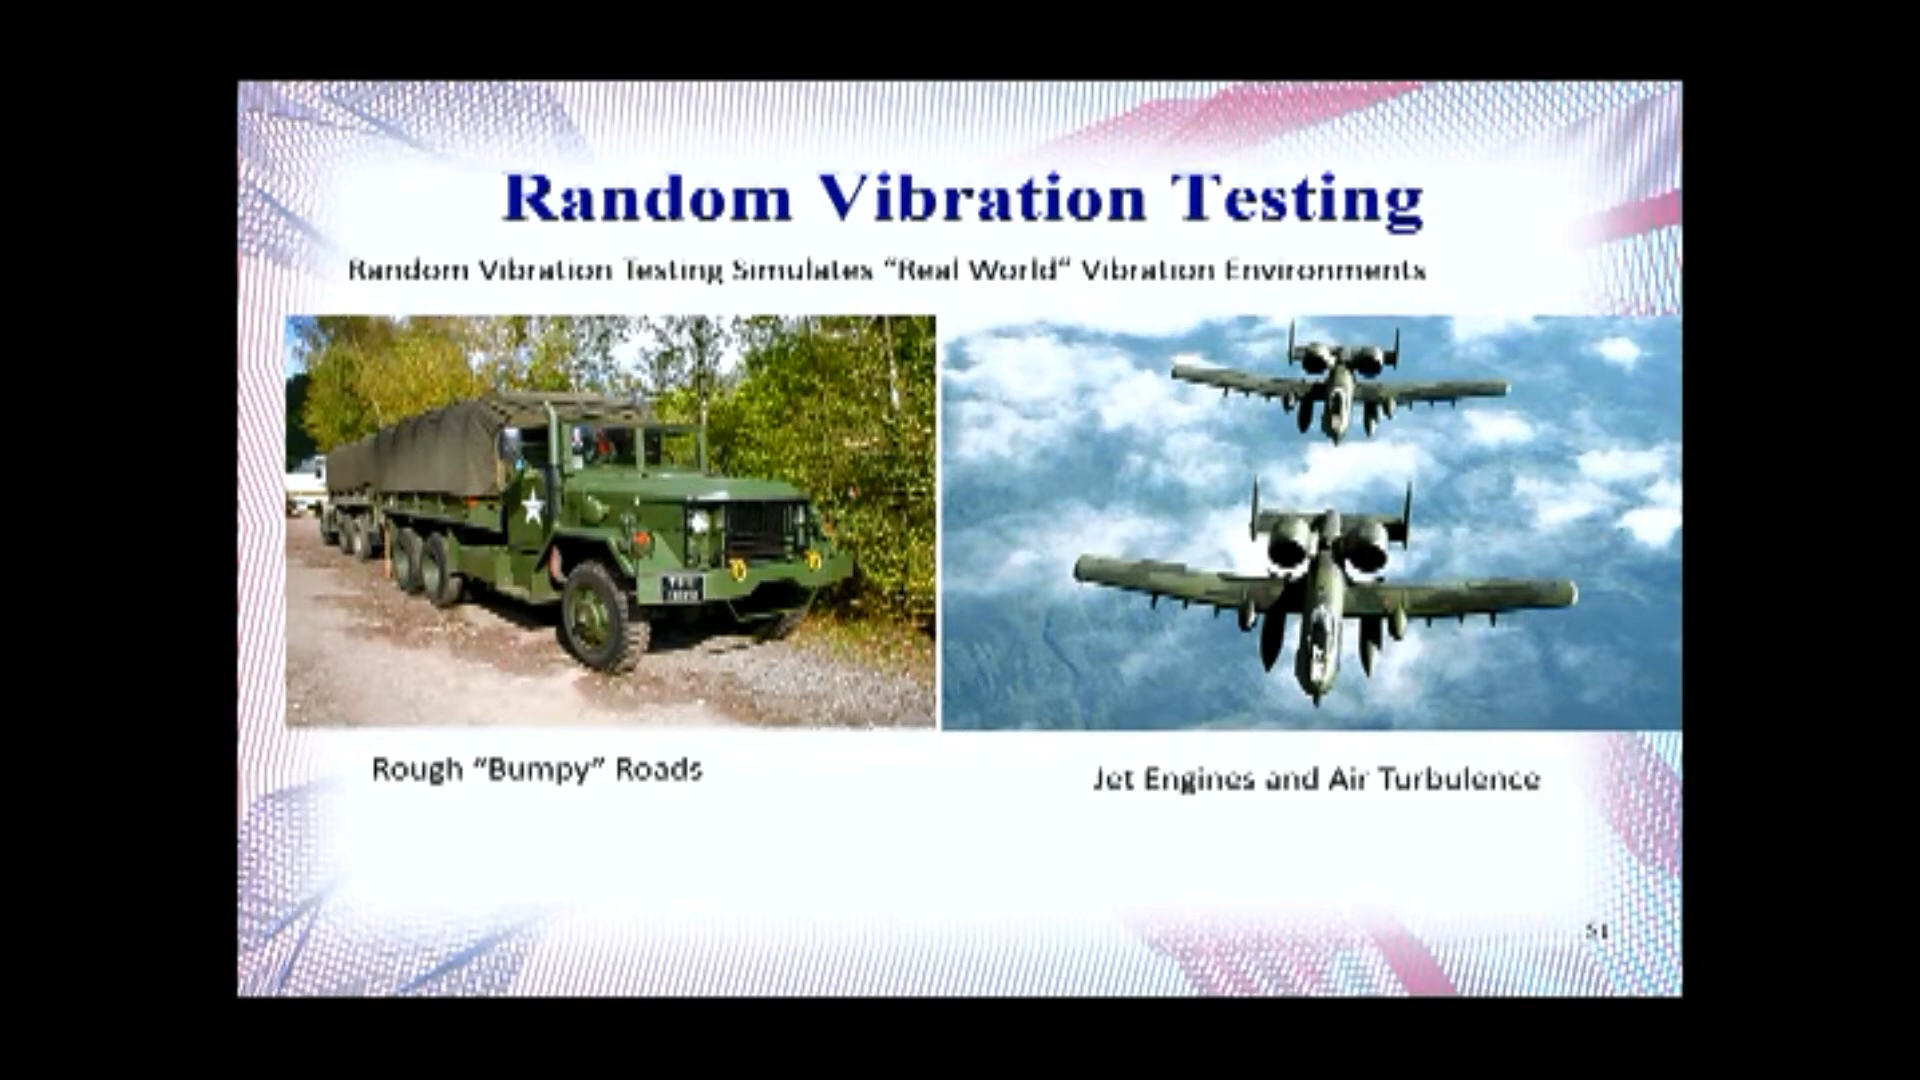 Random Vibration Testing
Random Vibration Testing Simulates “Real World“ Vibration Environments
Rough “Bumpy” Roads
Jet Engines and Air Turbulence
51